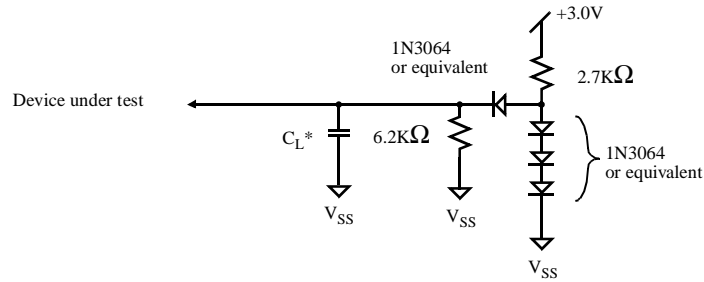 +3.0V
1N3064
or equivalent
2.7KΩ
Device under test
C_L*
6.2KΩ
1N3064
or equivalent
V_SS
V_SS
V_SS